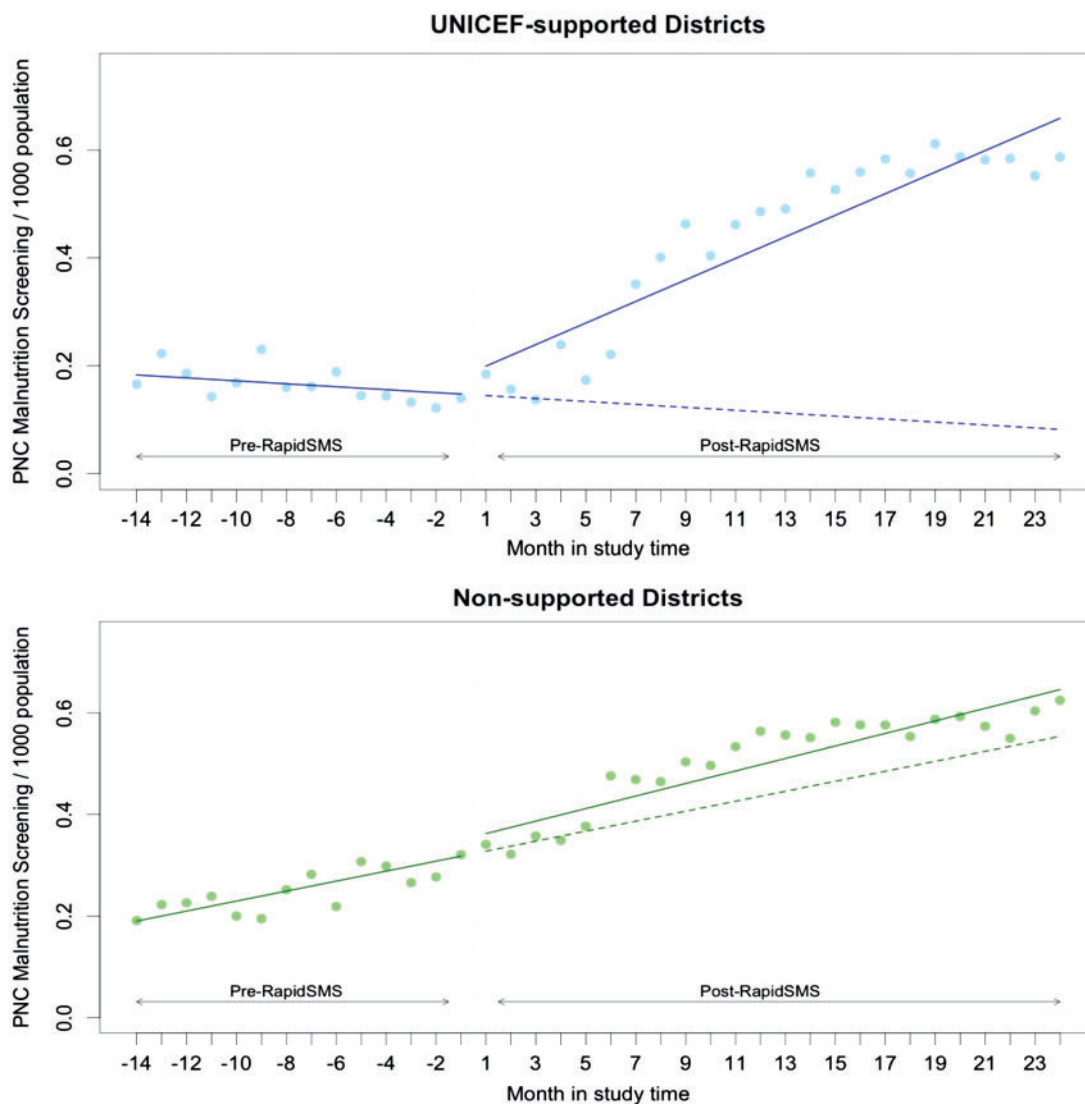 UNICEF-supported Districts
PNC Malnutrition Screening / 1000 population
0.6
0.4
0.2
0.0
Pre-RapidSMS
Post-RapidSMS
-14 -12 -10 -8 -6 -4 -2 1 3 5 7 9 11 13 15 17 19 21 23
Month in study time
Non-supported Districts
PNC Malnutrition Screening / 1000 population
0.6
0.4
0.2
0.0
Pre-RapidSMS
Post-RapidSMS
-14 -12 -10 -8 -6 -4 -2 1 3 5 7 9 11 13 15 17 19 21 23
Month in study time